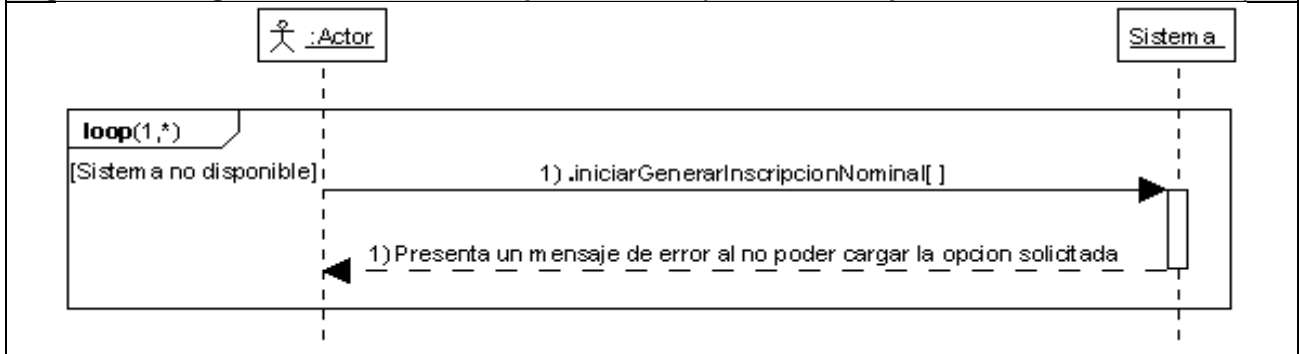 :Actor
Sistema
loop(1,*)
[Sistema no disponible]
1) .iniciarGenerarInscripcionNominal[ ]
1)Presenta un mensaje de error al no poder cargar la opcion solicitada